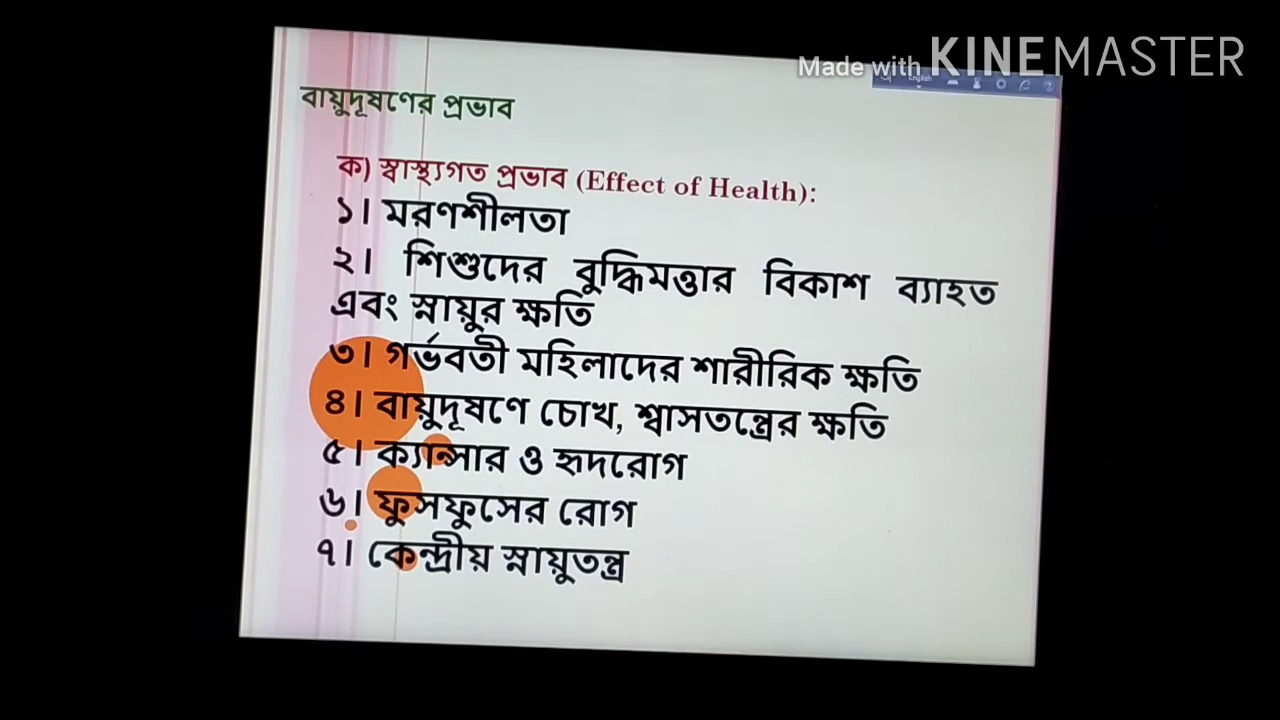 Made with KINEMASTER
English
বায়ুদূষণের প্রভাব
ক) স্বাস্থ্যগত প্রভাব (Effect of Health):
১। মরণশীলতা
২। শিশুদের বুদ্ধিমত্তার বিকাশ ব্যাহত
এবং স্নায়ুর ক্ষতি
৩। গর্ভবতী মহিলাদের শারীরিক ক্ষতি
৪। বায়ুদূষণে চোখ, শ্বাসতন্ত্রের ক্ষতি
৫। ক্যান্সার ও হৃদরোগ
৬। ফুসফুসের রোগ
৭। কেন্দ্রীয় স্নায়ুতন্ত্র